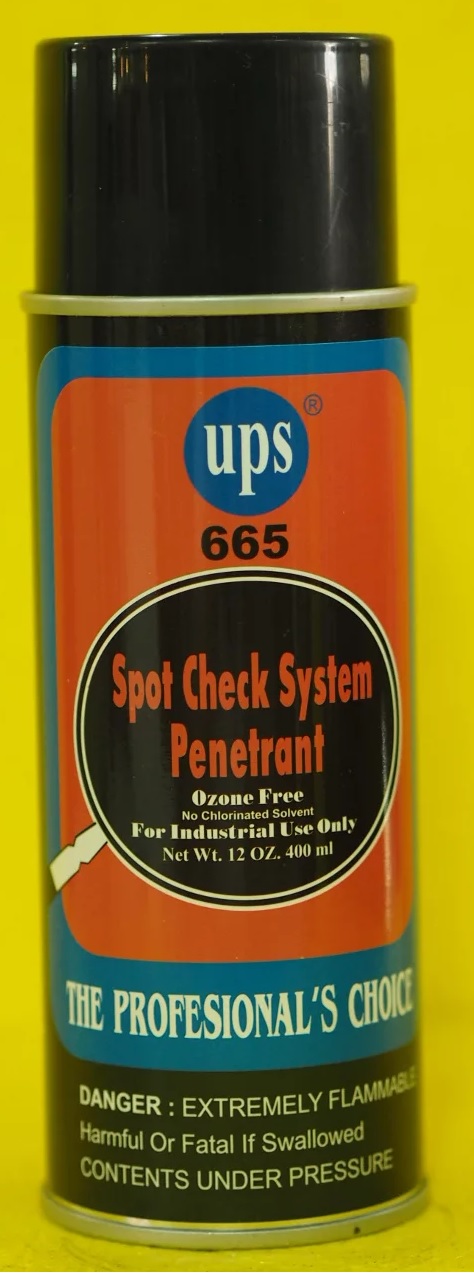 ups®
665
Spot Check System
Penetrant
Ozone Free
No Chlorinated Solvent
For Industrial Use Only
Net Wt. 12 OZ. 400 ml
THE PROFESIONAL'S CHOICE
DANGER : EXTREMELY FLAMMABLE
Harmful Or Fatal If Swallowed
CONTENTS UNDER PRESSURE